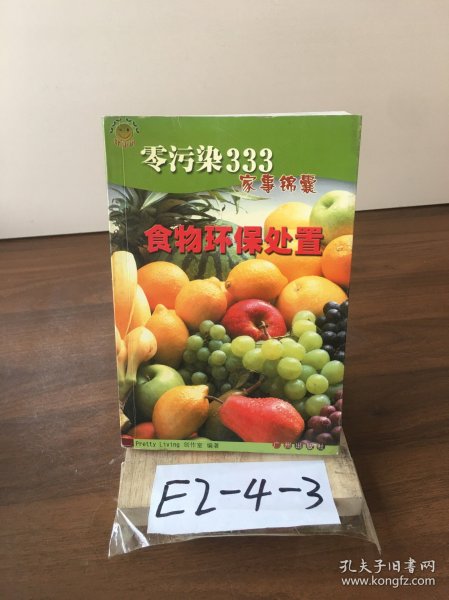 零污染333
家事锦囊
食物环保处置
Pretty Living 创作室 编著
E2-4-3
孔夫子旧书网
www.kongfz.com